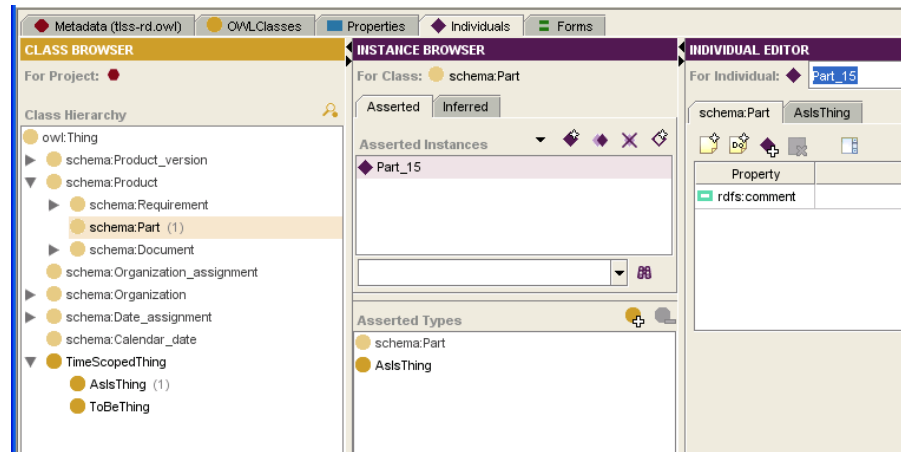 Metadata (tlss-rd.owl) OWLClasses Properties Individuals Forms
CLASS BROWSER
For Project:
Class Hierarchy
owl:Thing
schema:Product_version
schema:Product
schema:Requirement
schema:Part (1)
schema:Document
schema:Organization_assignment
schema:Organization
schema:Date_assignment
schema:Calendar_date
TimeScopedThing
AsIsThing (1)
ToBeThing
INSTANCE BROWSER
For Class: schema:Part
Asserted Inferred
Asserted Instances
Part_15
Asserted Types
schema:Part
AsIsThing
INDIVIDUAL EDITOR
For Individual: Part_15
schema:Part AsIsThing
Property
rdfs:comment